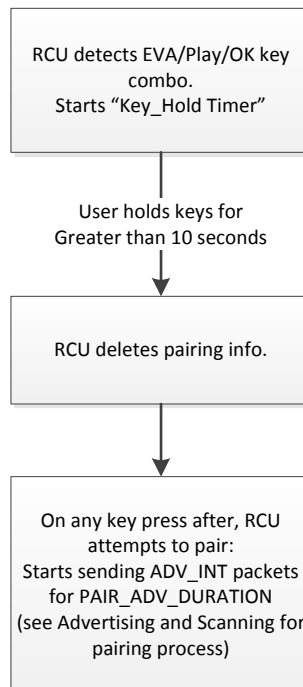 RCU detects EVA/Play/OK key
combo.
Starts “Key_Hold Timer”
User holds keys for
Greater than 10 seconds
RCU deletes pairing info.
On any key press after, RCU
attempts to pair:
Starts sending ADV_INT packets
for PAIR_ADV_DURATION
(see Advertising and Scanning for
pairing process)